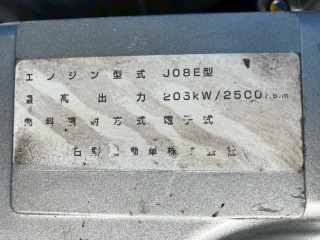 エンジン型式 J08E型
最高出力 203kW/2500r.p.m
燃料噴射方式 電子式
日野自動車株式会社